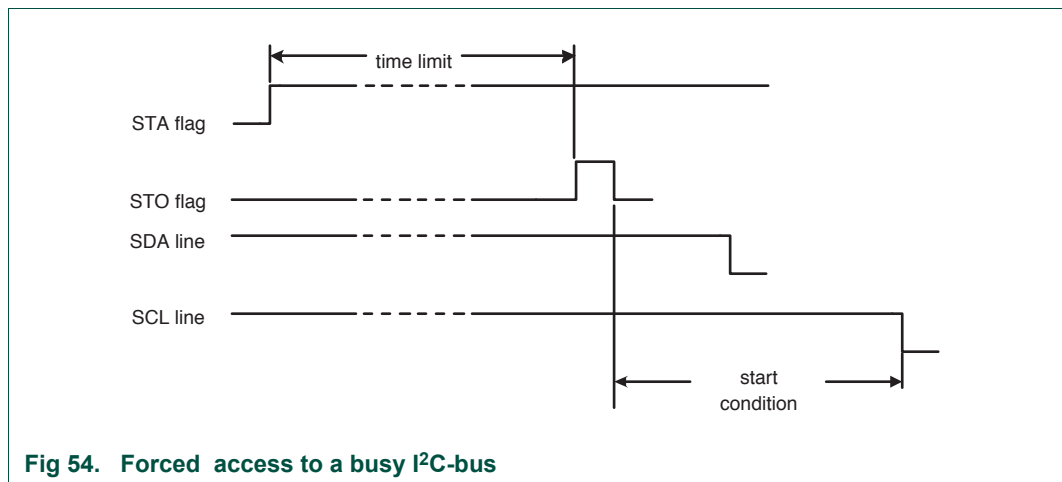 time limit
STA flag
STO flag
SDA line
SCL line
start
condition
Fig 54. Forced access to a busy I²C-bus